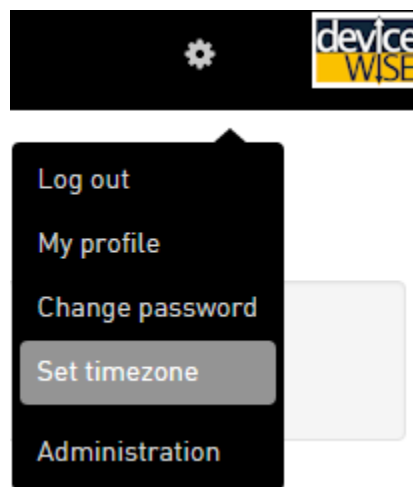 device
WISE
Log out
My profile
Change password
Set timezone
Administration